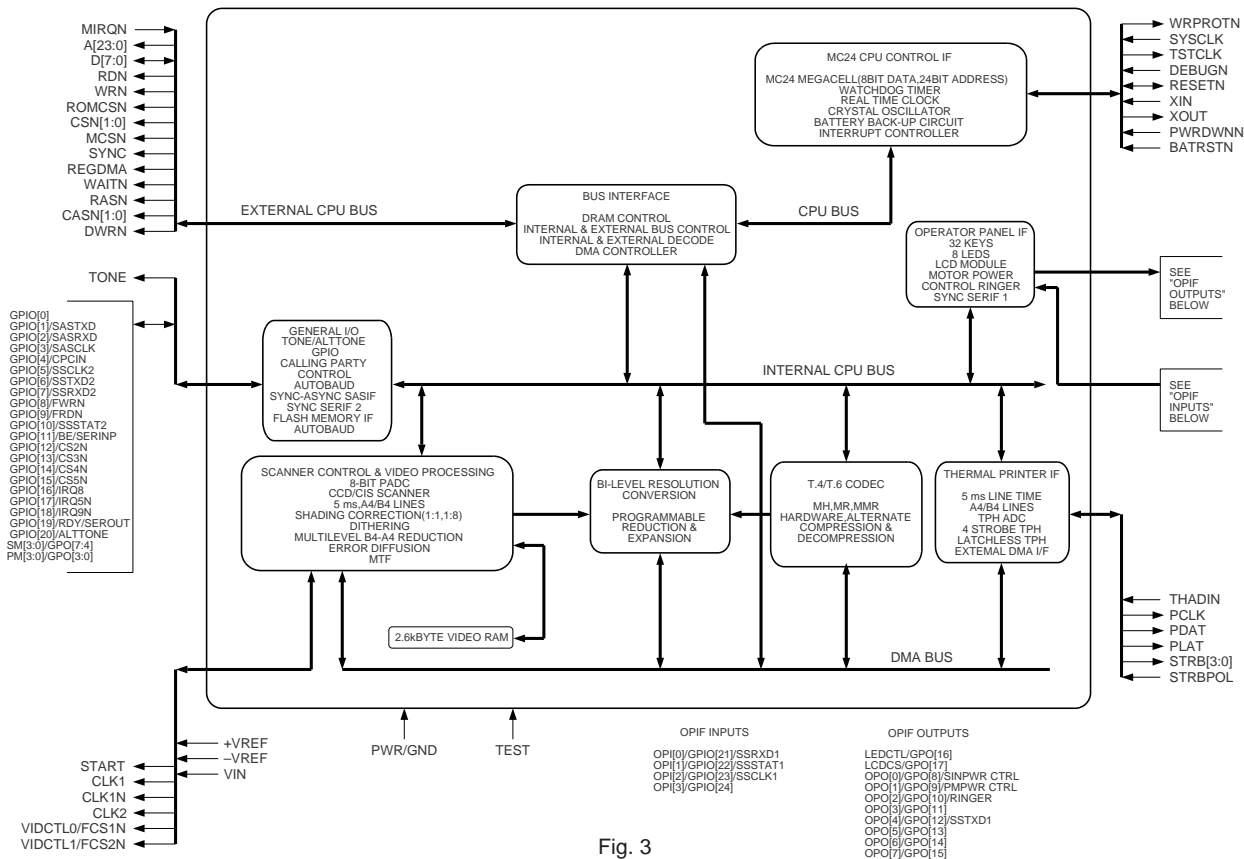 MIRQN
A[23:0]
D[7:0]
RDN
WRN
ROMCSN
CSN[1:0]
MCSN
SYNC
REGDMA
WAITN
RASN
CASN[1:0]
DWRN
EXTERNAL CPU BUS
TONE
GPIO[0]
GPIO[1]/SASTXD
GPIO[2]/SASRXD
GPIO[3]/SASCLK
GPIO[4]/CPCIN
GPIO[5]/SSCLK2
GPIO[6]/SSTXD2
GPIO[7]/SSRXD2
GPIO[8]/FWRN
GPIO[9]/FRDN
GPIO[10]/SSSTAT2
GPIO[11]/BE/SERINP
GPIO[12]/CS2N
GPIO[13]/CS3N
GPIO[14]/CS4N
GPIO[15]/CS5N
GPIO[16]/IRQ8
GPIO[17]/IRQ5N
GPIO[18]/IRQ9N
GPIO[19]/RDY/SEROUT
GPIO[20]/ALTTONE
SM[3:0]/GPO[7:4]
PM[3:0]/GPO[3:0]
MC24 CPU CONTROL IF
MC24 MEGACELL(8BIT DATA,24BIT ADDRESS)
WATCHDOG TIMER
REAL TIME CLOCK
CRYSTAL OSCILLATOR
BATTERY BACK-UP CIRCUIT
INTERRUPT CONTROLLER
WRPROTN
SYSCLK
TSTCLK
DEBUGN
RESETN
XIN
XOUT
PWRDWNN
BATRSTN
BUS INTERFACE
DRAM CONTROL
INTERNAL & EXTERNAL BUS CONTROL
INTERNAL & EXTERNAL DECODE
DMA CONTROLLER
CPU BUS
OPERATOR PANEL IF
32 KEYS
8 LEDS
LCD MODULE
MOTOR POWER
CONTROL RINGER
SYNC SERIF 1
SEE
"OPIF
OUTPUTS"
BELOW
SEE
"OPIF
INPUTS"
BELOW
GENERAL I/O
TONE/ALTTONE
GPIO
CALLING PARTY
CONTROL
AUTOBAUD
SYNC-ASYNC SASIF
SYNC SERIF 2
FLASH MEMORY IF
AUTOBAUD
INTERNAL CPU BUS
SCANNER CONTROL & VIDEO PROCESSING
8-BIT PADC
CCD/CIS SCANNER
5 ms,A4/B4 LINES
SHADING CORRECTION(1:1,1:8)
DITHERING
MULTILEVEL B4-A4 REDUCTION
ERROR DIFFUSION
MTF
BI-LEVEL RESOLUTION
CONVERSION
PROGRAMMABLE
REDUCTION &
EXPANSION
T.4/T.6 CODEC
MH,MR,MMR
HARDWARE,ALTERNATE
COMPRESSION &
DECOMPRESSION
THERMAL PRINTER IF
5 ms LINE TIME
A4/B4 LINES
TPH ADC
4 STROBE TPH
LATCHLESS TPH
EXTEMAL DMA I/F
2.6kBYTE VIDEO RAM
DMA BUS
THADIN
PCLK
PDAT
PLAT
STRB[3:0]
STRBPOL
+VREF
–VREF
VIN
START
CLK1
CLK1N
CLK2
VIDCTL0/FCS1N
VIDCTL1/FCS2N
PWR/GND
TEST
OPIF INPUTS
OPI[0]/GPIO[21]/SSRXD1
OPI[1]/GPIO[22]/SSSTAT1
OPI[2]/GPIO[23]/SSCLK1
OPI[3]/GPIO[24]
OPIF OUTPUTS
LEDCTL/GPO[16]
LCDCS/GPO[17]
OPO[0]/GPO[8]/SINPWR CTRL
OPO[1]/GPO[9]/PMPWR CTRL
OPO[2]/GPO[10]/RINGER
OPO[3]/GPO[11]
OPO[4]/GPO[12]/SSTXD1
OPO[5]/GPO[13]
OPO[6]/GPO[14]
OPO[7]/GPO[15]
Fig. 3